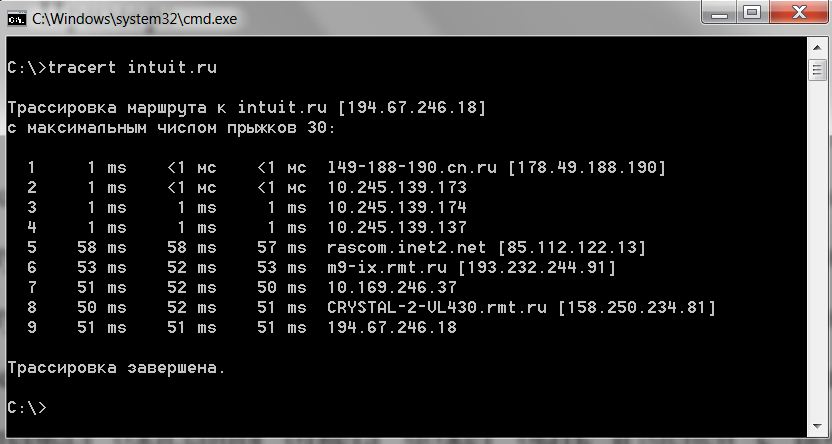 C:\Windows\system32\cmd.exe
C:\>tracert intuit.ru
Трассировка маршрута к intuit.ru [194.67.246.18]
с максимальным числом прыжков 30:
1 1 ms <1 мс <1 мс l49-188-190.cn.ru [178.49.188.190]
2 1 ms <1 мс <1 мс 10.245.139.173
3 1 ms 1 ms 1 ms 10.245.139.174
4 1 ms 1 ms 1 ms 10.245.139.137
5 58 ms 58 ms 57 ms rascom.inet2.net [85.112.122.13]
6 53 ms 52 ms 53 ms m9-ix.rmt.ru [193.232.244.91]
7 51 ms 52 ms 50 ms 10.169.246.37
8 50 ms 52 ms 51 ms CRYSTAL-2-VL430.rmt.ru [158.250.234.81]
9 51 ms 51 ms 51 ms 194.67.246.18
Трассировка завершена.
C:\>